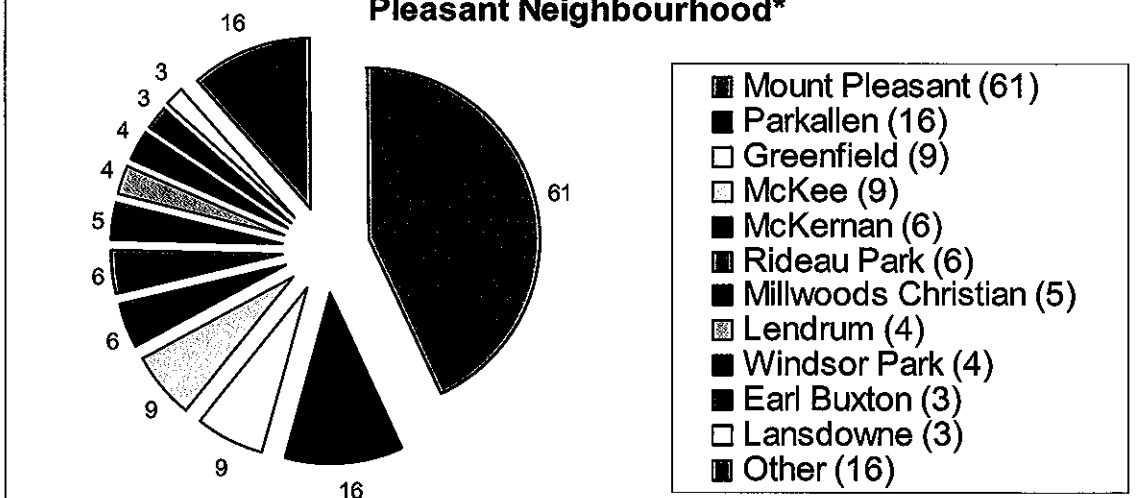 Pleasant Neighbourhood*
16
3
3
4
4
5
6
6
9
9
16
61
Mount Pleasant (61)
Parkallen (16)
Greenfield (9)
McKee (9)
McKernan (6)
Rideau Park (6)
Millwoods Christian (5)
Lendrum (4)
Windsor Park (4)
Earl Buxton (3)
Lansdowne (3)
Other (16)